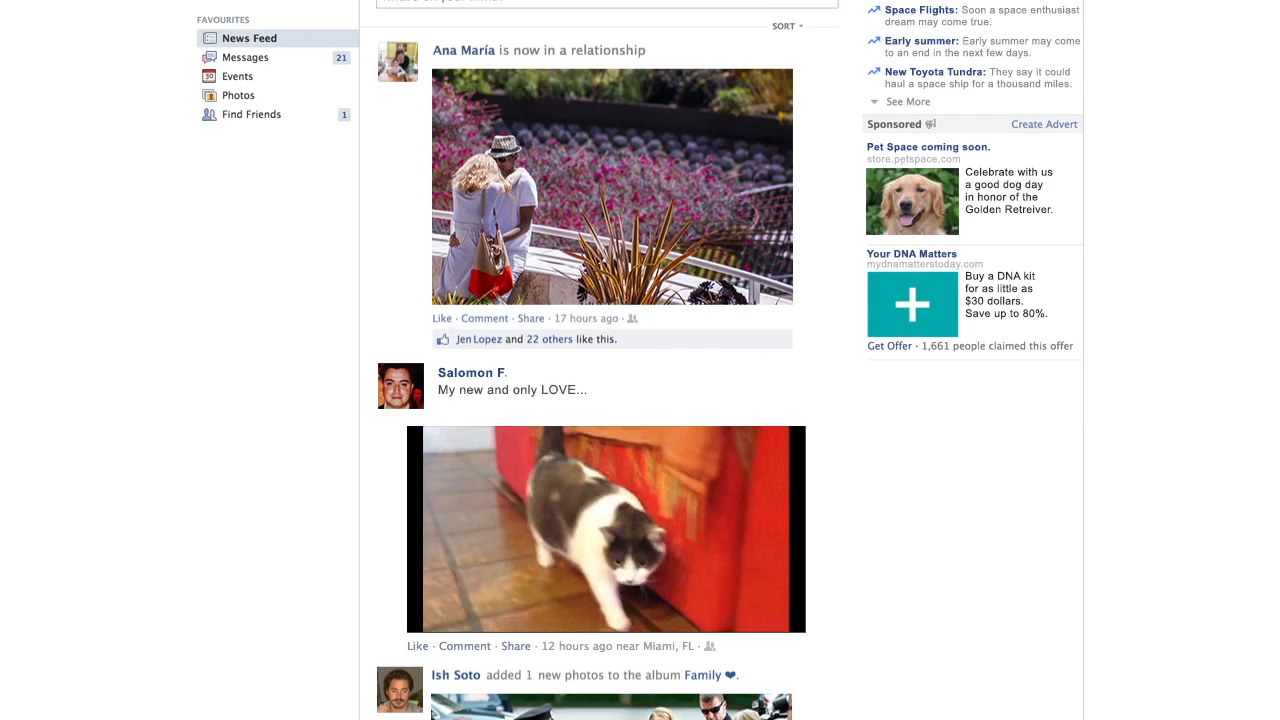 FAVOURITES
News Feed
Messages 21
Events
Photos
Find Friends 1
SORT
Ana María is now in a relationship
Like · Comment · Share · 17 hours ago ·
Jen Lopez and 22 others like this.
Salomon F.
My new and only LOVE...
Like · Comment · Share · 12 hours ago near Miami, FL ·
Ish Soto added 1 new photos to the album Family ❤.
Space Flights: Soon a space enthusiast
dream may come true.
Early summer: Early summer may come
to an end in the next few days.
New Toyota Tundra: They say it could
haul a space ship for a thousand miles.
See More
Sponsored Create Advert
Pet Space coming soon.
store.petspace.com
Celebrate with us
a good dog day
in honor of the
Golden Retreiver.
Your DNA Matters
mydnamatterstoday.com
Buy a DNA kit
for as little as
$30 dollars.
Save up to 80%.
Get Offer · 1,661 people claimed this offer